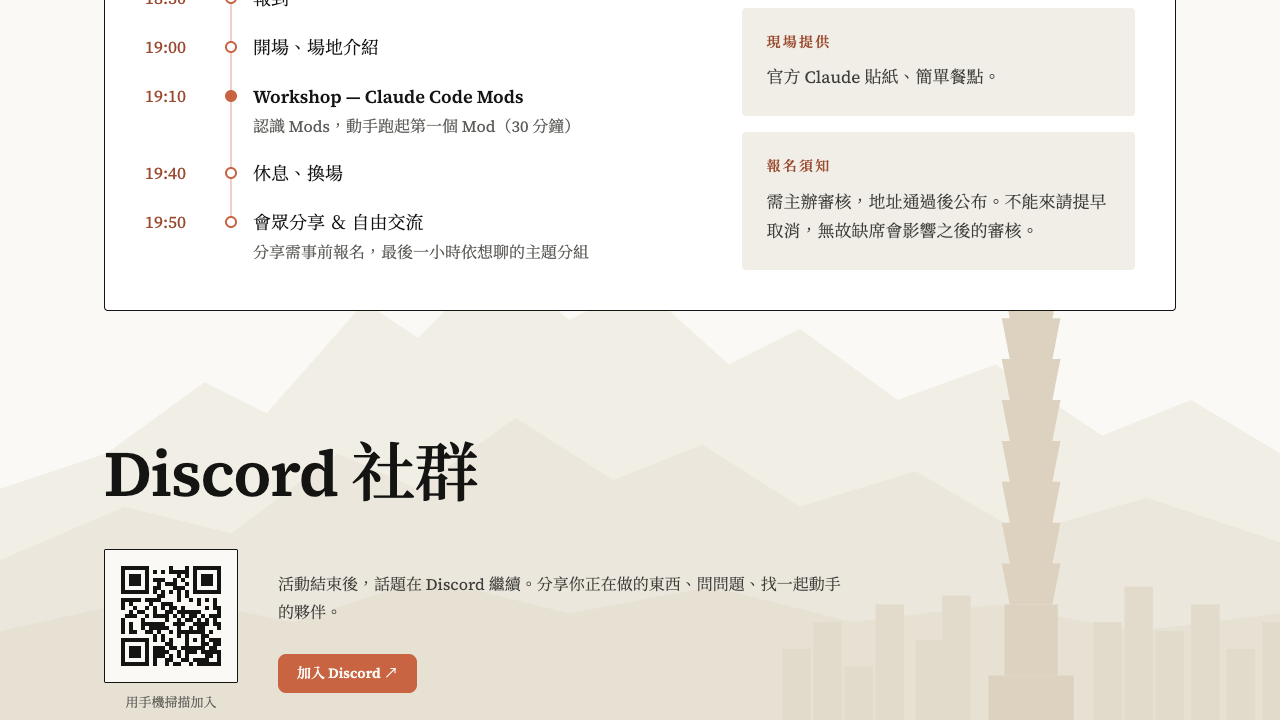 18:30 報到
19:00 開場、場地介紹
19:10 Workshop — Claude Code Mods
認識 Mods，動手跑起第一個 Mod（30 分鐘）
19:40 休息、換場
19:50 會眾分享 & 自由交流
分享需事前報名，最後一小時依想聊的主題分組
現場提供
官方 Claude 貼紙、簡單餐點。
報名須知
需主辦審核，地址通過後公布。不能來請提早
取消，無故缺席會影響之後的審核。
Discord 社群
活動結束後，話題在 Discord 繼續。分享你正在做的東西、問問題、找一起動手
的夥伴。
加入 Discord ↗
用手機掃描加入